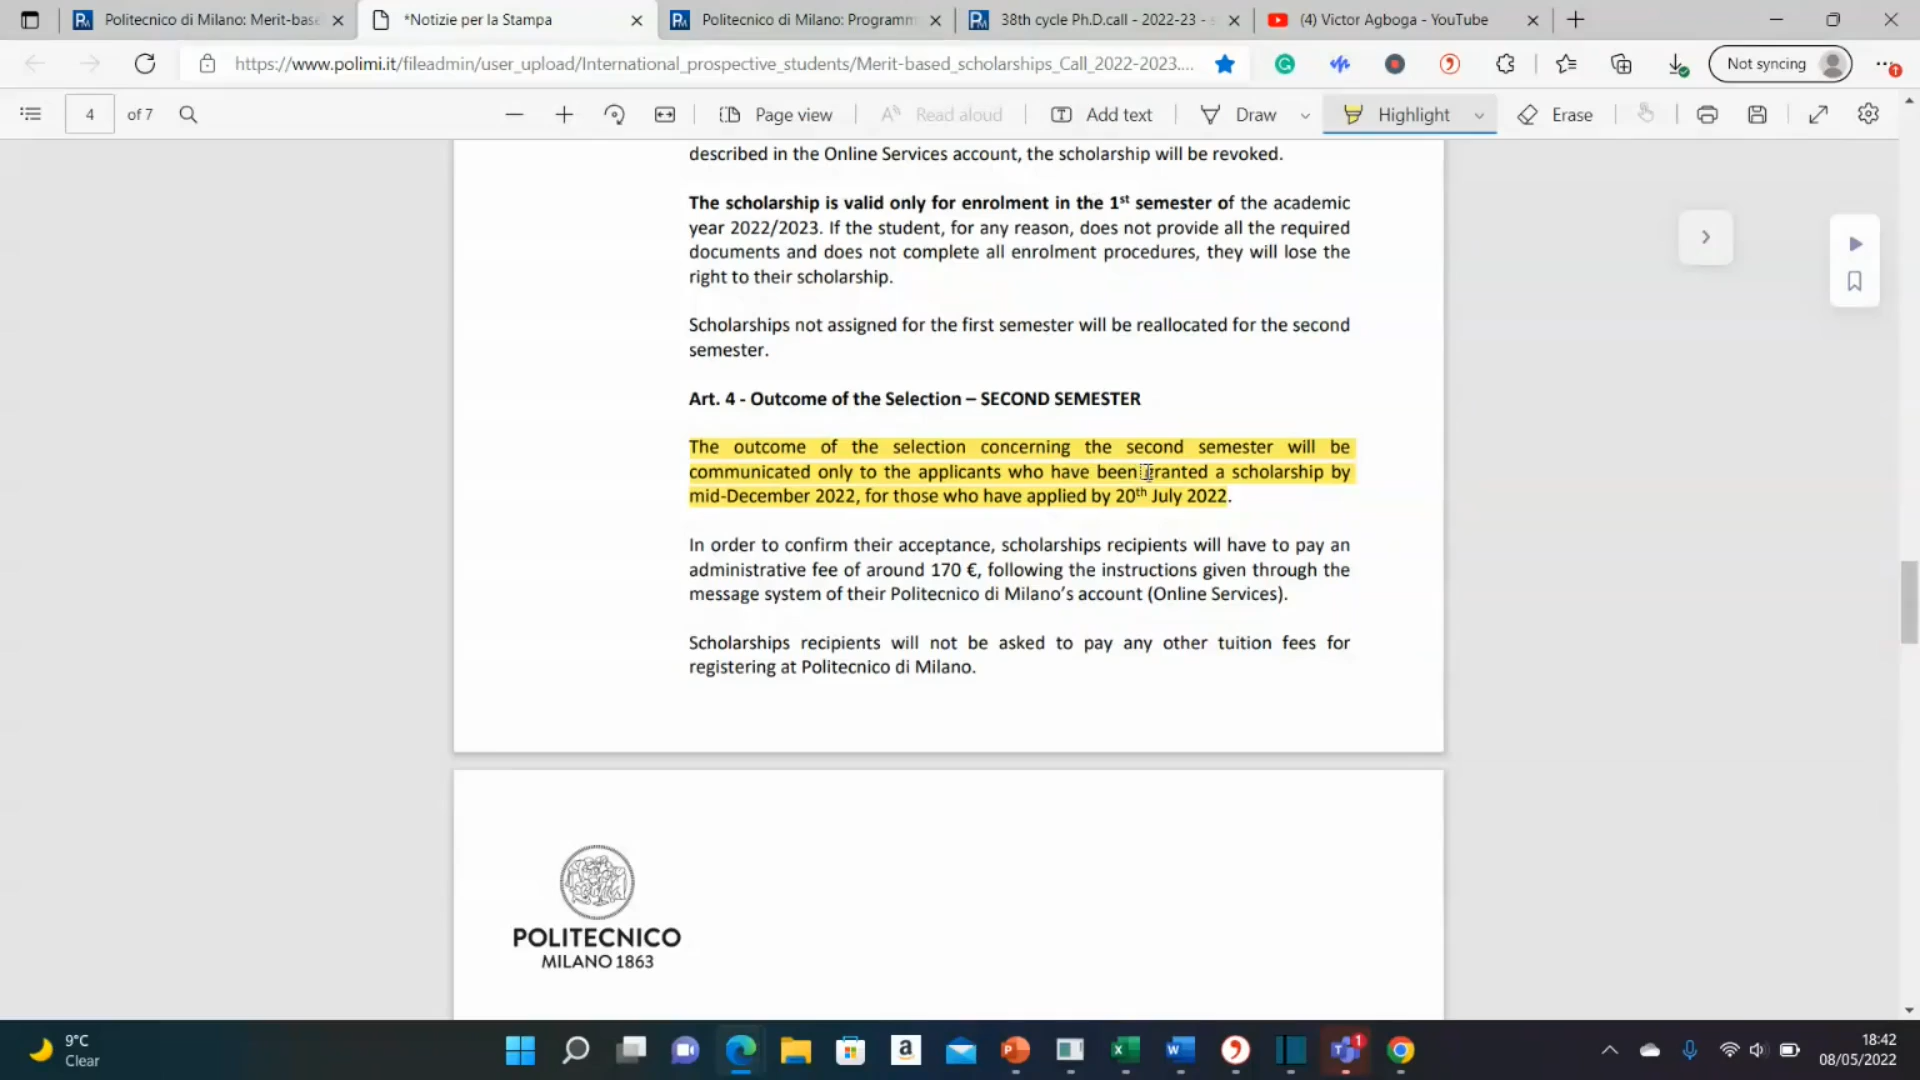 Politecnico di Milano: Merit-base
*Notizie per la Stampa
Politecnico di Milano: Programm
38th cycle Ph.D.call - 2022-23 - s
(4) Victor Agboga - YouTube
https://www.polimi.it/fileadmin/user_upload/International_prospective_students/Merit-based_scholarships_Call_2022-2023....
Not syncing
4 of 7
Page view
Read aloud
Add text
Draw
Highlight
Erase
described in the Online Services account, the scholarship will be revoked.
The scholarship is valid only for enrolment in the 1st semester of the academic
year 2022/2023. If the student, for any reason, does not provide all the required
documents and does not complete all enrolment procedures, they will lose the
right to their scholarship.
Scholarships not assigned for the first semester will be reallocated for the second
semester.
Art. 4 - Outcome of the Selection – SECOND SEMESTER
The outcome of the selection concerning the second semester will be
communicated only to the applicants who have been granted a scholarship by
mid-December 2022, for those who have applied by 20th July 2022.
In order to confirm their acceptance, scholarships recipients will have to pay an
administrative fee of around 170 €, following the instructions given through the
message system of their Politecnico di Milano's account (Online Services).
Scholarships recipients will not be asked to pay any other tuition fees for
registering at Politecnico di Milano.
POLITECNICO
MILANO 1863
9°C
Clear
18:42
08/05/2022